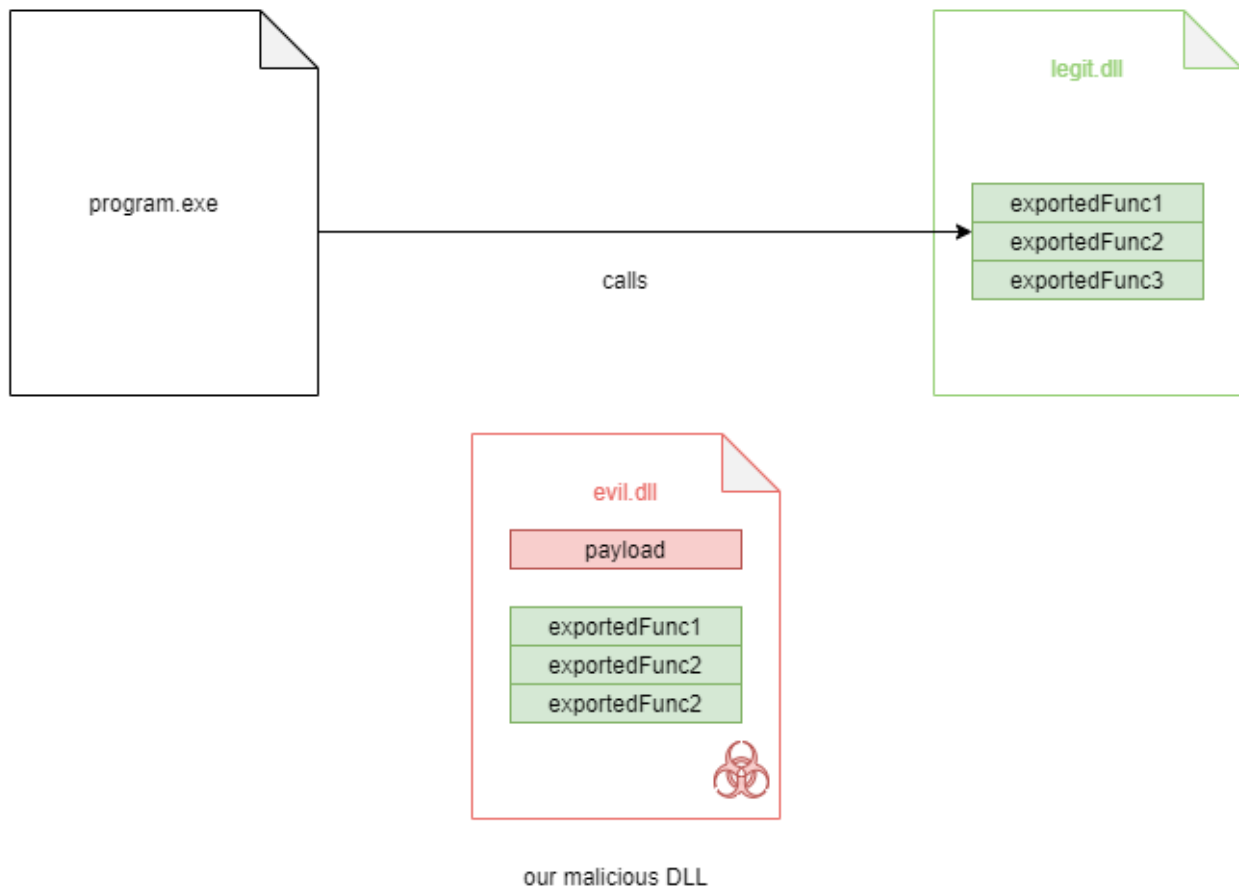 legit.dll
program.exe
exportedFunc1
exportedFunc2
calls
exportedFunc3
evil.dll
payload
exportedFunc1
exportedFunc2
exportedFunc2
our malicious DLL